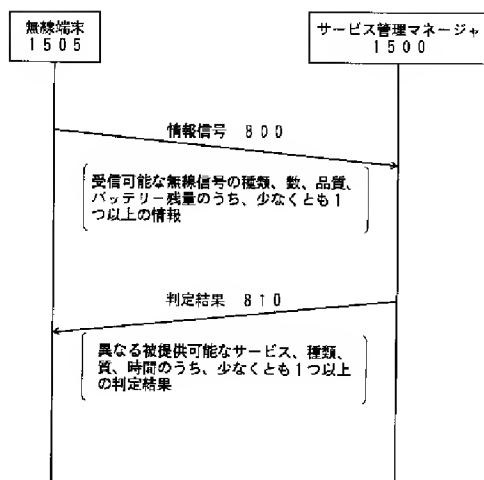 無線端末
1505
サービス管理マネージャ
1500
情報信号 800
受信可能な無線信号の種類、数、品質、
バッテリー残量のうち、少なくとも1
つ以上の情報
判定結果 810
異なる被提供可能なサービス、種類、
質、時間のうち、少なくとも1つ以上
の判定結果